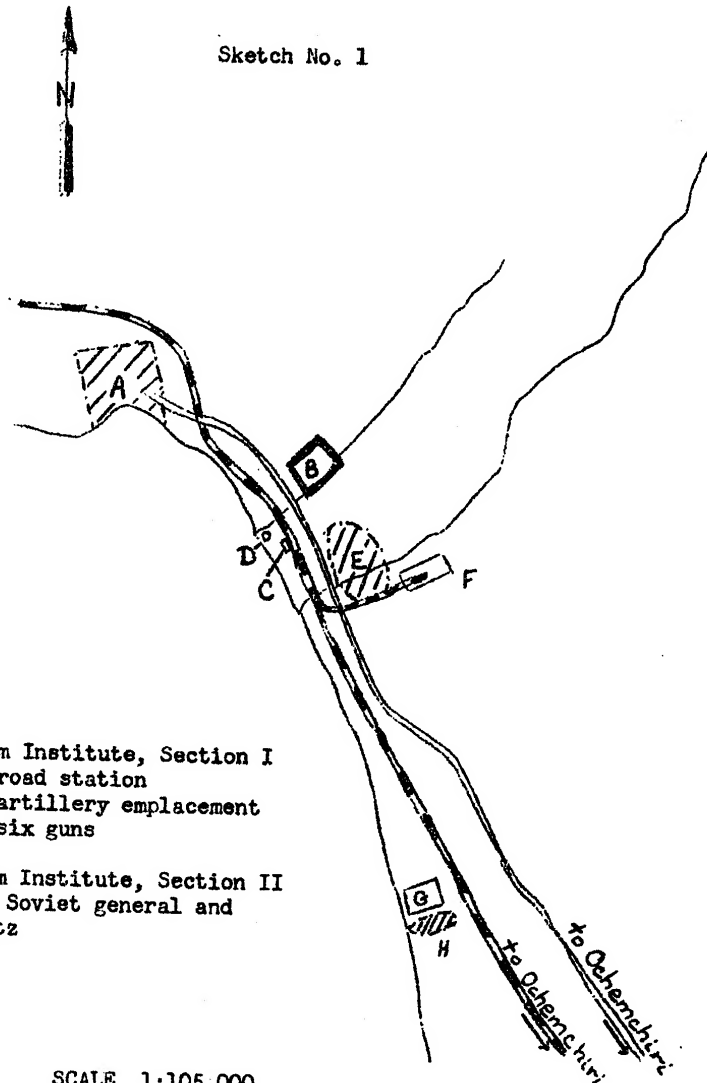 Sketch No. 1
N
A
B
D
C
E
F
m Institute, Section I
road station
artillery emplacement
six guns
m Institute, Section II
Soviet general and
tz
G
H
to Ochemchiri
to Ochemchiri
SCALE 1:105,000